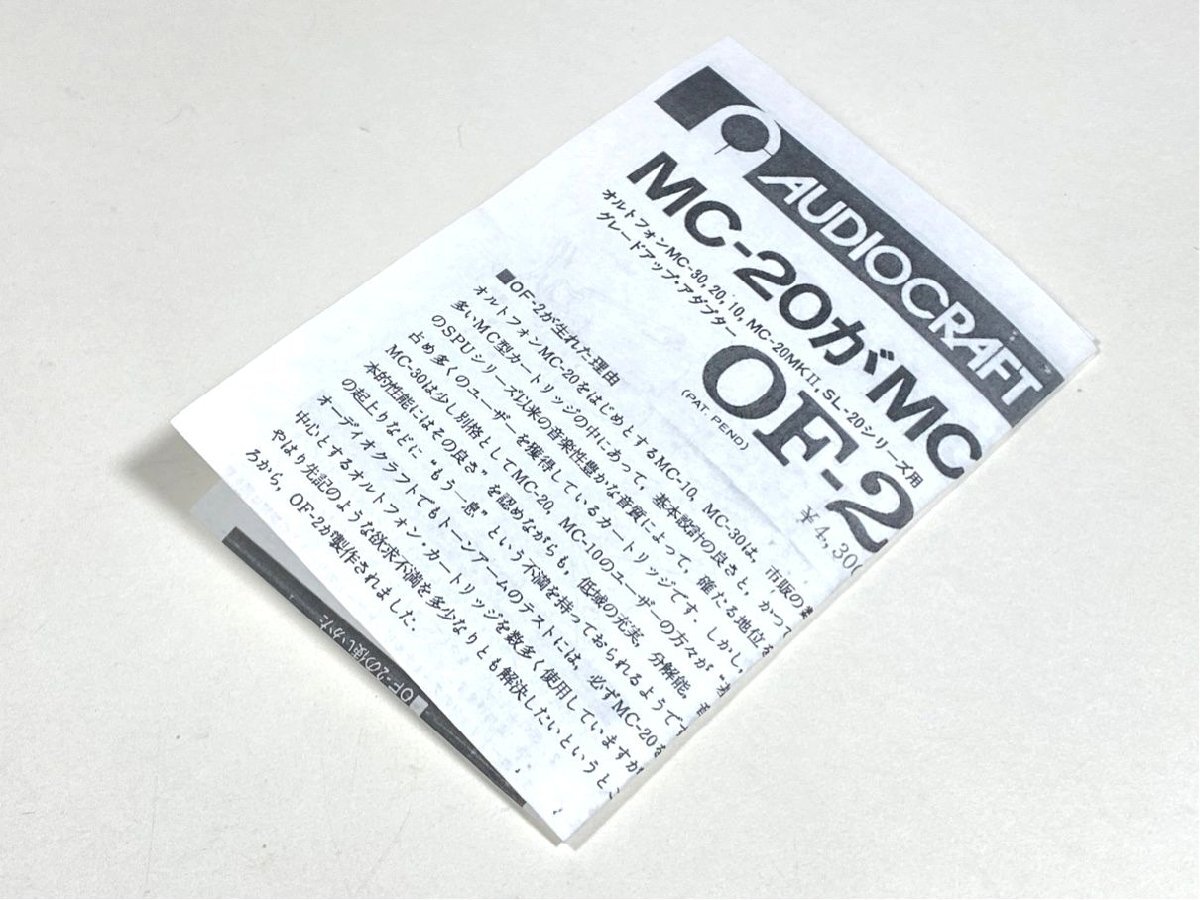 AUDIOCRAFT
MC-20がMC
オルトフォンMC-30, 20, 10, MC-20MKⅡ, SL-20シリーズ用
グレードアップ・アダプター
OF-2
(PAT. PEND)
¥4,300
■OF-2が生れた理由
オルトフォンMC-20をはじめとするMC-10, MC-30は, 市販の
多いMC型カートリッジの中にあって, 基本設計の良さと, かつて
のSPUシリーズ以来の音楽性豊かな音質によって, 確たる地位を
占め多くのユーザーを獲得しているカートリッジです. しかし,
MC-30は少し別格としてMC-20, MC-10のユーザーの方々が“基
本的性能にはその良さ”を認めながらも, 低域の充実, 分解能, 音
の起上りなどに“もう一息”という不満を持っておられるようです
オーディオクラフトでもトーンアームのテストには, 必ずMC-20を
中心とするオルトフォン・カートリッジを数多く使用していますが
やはり先記のような欲求不満を多少なりとも解決したいというとこ
ろから, OF-2が製作されました.
■OF-2の使いかた